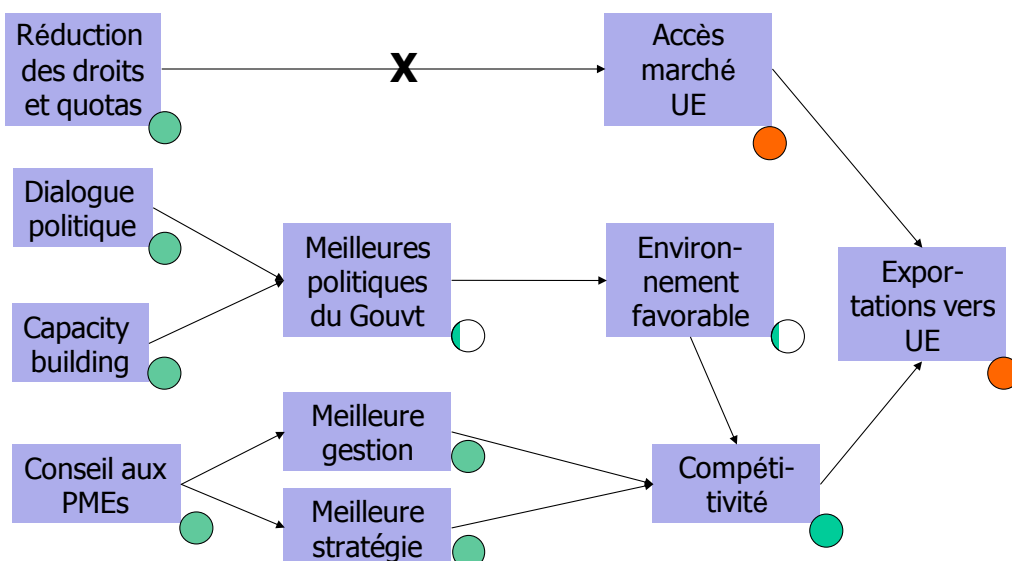 Réduction
des droits
et quotas
X
Accès
marché
UE
Dialogue
politique
Capacity
building
Meilleures
politiques
du Gouvt
Environ-
nement
favorable
Expor-
tations vers
UE
Conseil aux
PMEs
Meilleure
gestion
Meilleure
stratégie
Compéti-
tivité